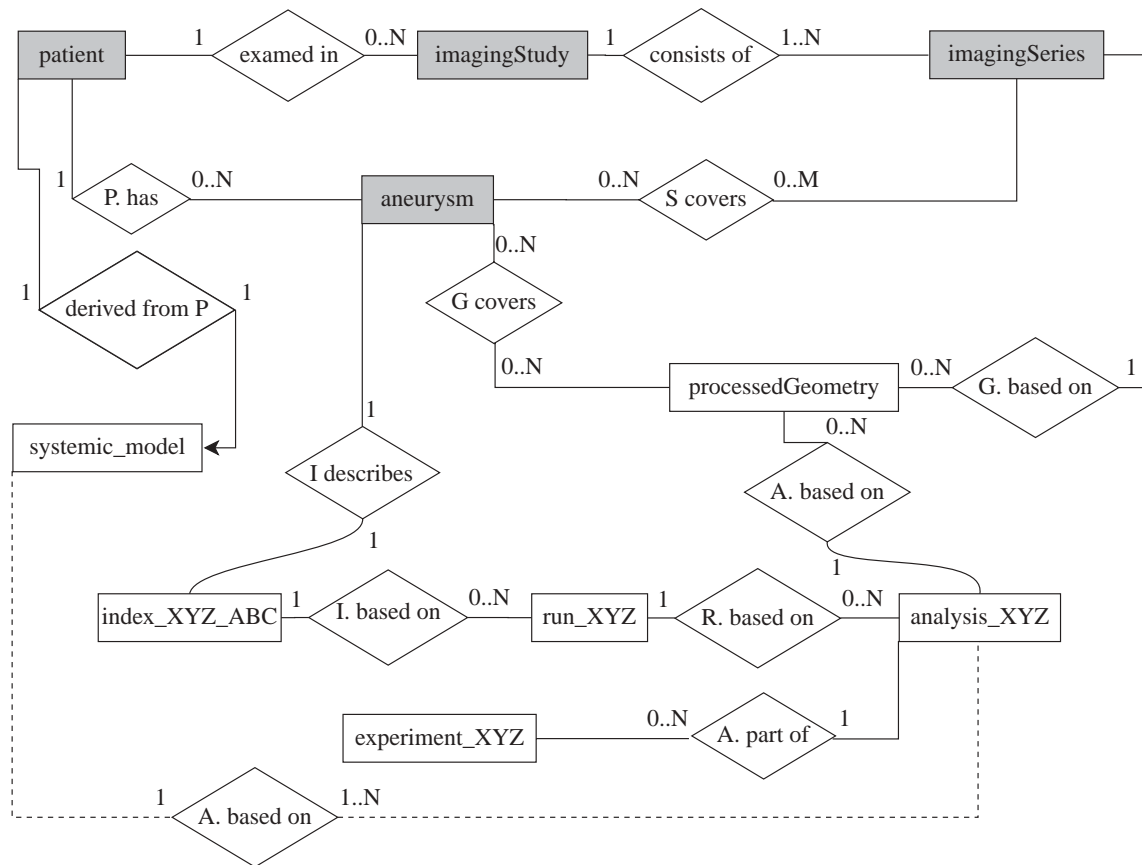 patient
1
examed in
0..N
imagingStudy
1
consists of
1..N
imagingSeries
1
P. has
0..N
aneurysm
0..N
S covers
0..M
0..N
G covers
0..N
1
derived from P
1
processedGeometry
0..N
G. based on
1
systemic_model
1
I describes
1
0..N
A. based on
1
index_XYZ_ABC
1
I. based on
0..N
run_XYZ
1
R. based on
0..N
analysis_XYZ
experiment_XYZ
0..N
A. part of
1
1
A. based on
1..N